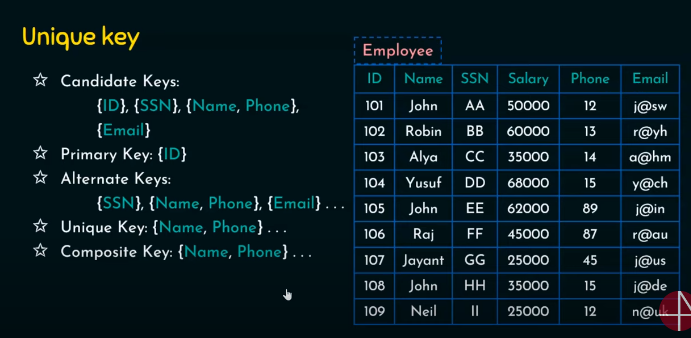 Unique key
☆ Candidate Keys:
{ID}, {SSN}, {Name, Phone},
{Email}
☆ Primary Key: {ID}
☆ Alternate Keys:
{SSN}, {Name, Phone}, {Email} . . .
☆ Unique Key: {Name, Phone} . . .
☆ Composite Key: {Name, Phone} . . .
Employee
ID Name SSN Salary Phone Email
101 John AA 50000 12 j@sw
102 Robin BB 60000 13 r@yh
103 Alya CC 35000 14 a@hm
104 Yusuf DD 68000 15 y@ch
105 John EE 62000 89 j@in
106 Raj FF 45000 87 r@au
107 Jayant GG 25000 45 j@us
108 John HH 35000 15 j@de
109 Neil II 25000 12 n@uk